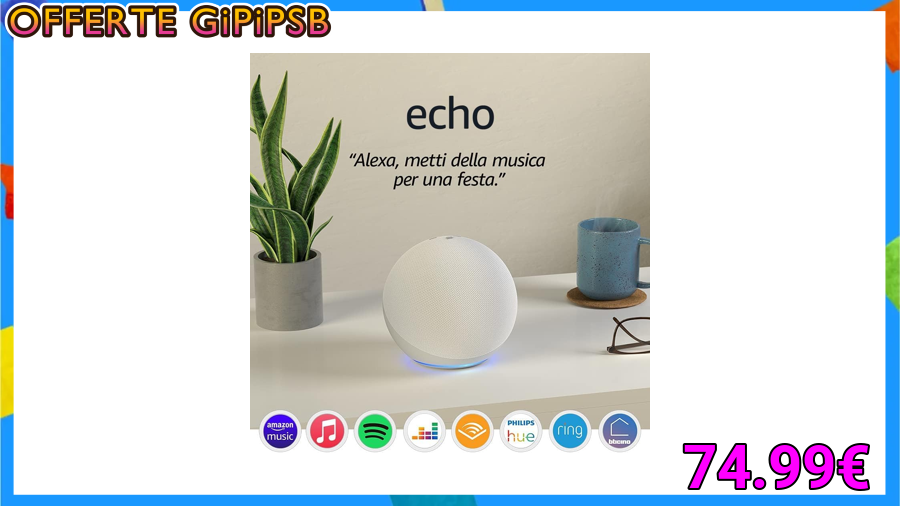 OFFERTE GiPiPSB
echo
“Alexa, metti della musica
per una festa.”
amazon
music
PHILIPS
hue
ring
74.99€